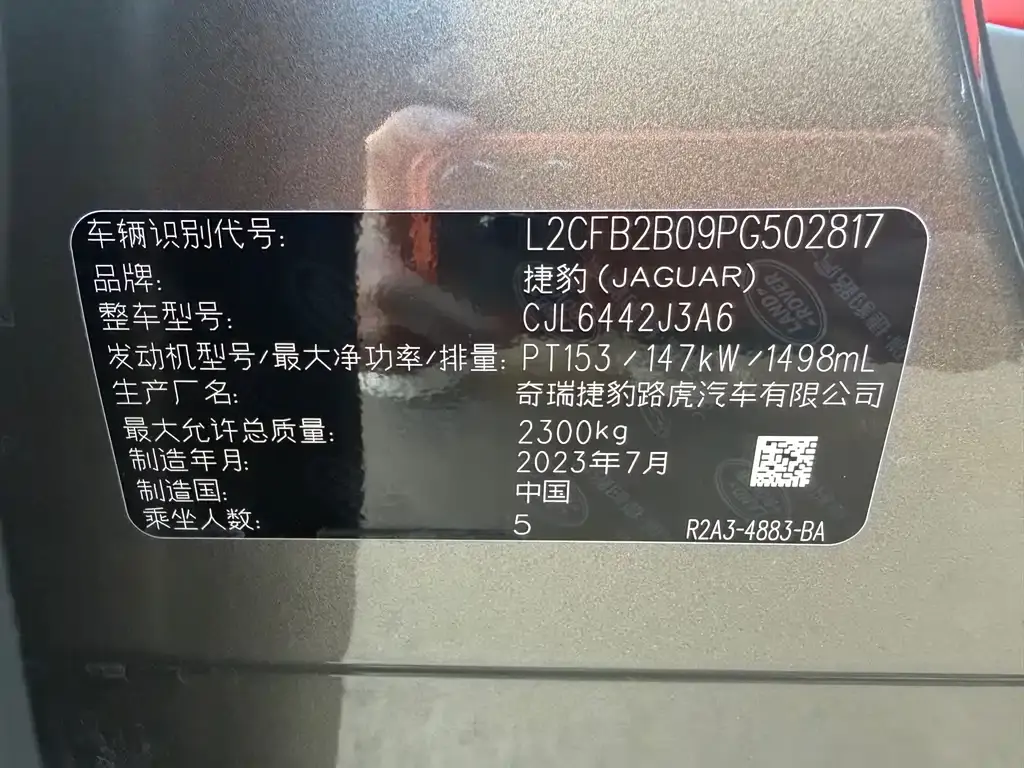 车辆识别代号: L2CFB2B09PG502817
品牌: 捷豹(JAGUAR)
整车型号: CJL6442J3A6
发动机型号/最大净功率/排量: PT153/147kW/1498mL
生产厂名: 奇瑞捷豹路虎汽车有限公司
最大允许总质量: 2300kg
制造年月: 2023年7月
制造国: 中国
乘坐人数: 5
R2A3-4883-BA
LAND ROVER